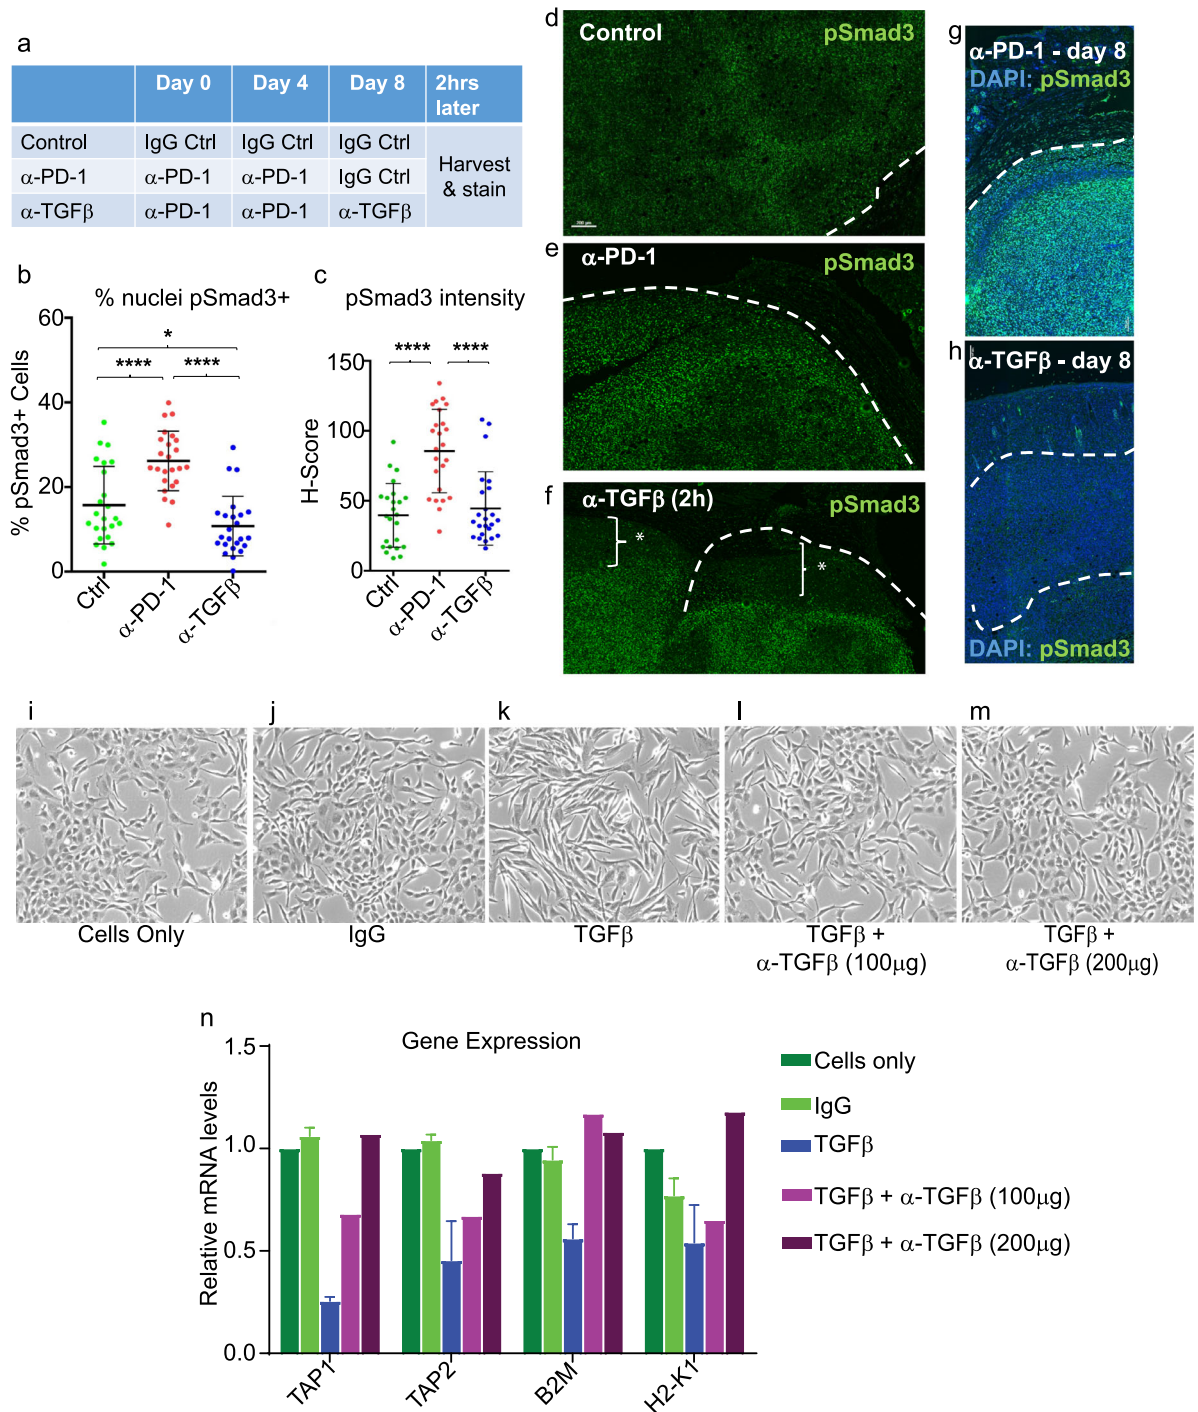 a
Day 0 Day 4 Day 8 2hrs later
Control IgG Ctrl IgG Ctrl IgG Ctrl Harvest & stain
α-PD-1 α-PD-1 α-PD-1 IgG Ctrl
α-TGFβ α-PD-1 α-PD-1 α-TGFβ
b
% nuclei pSmad3+
% pSmad3+ Cells
60
40
20
0
*
****
****
Ctrl
α-PD-1
α-TGFβ
c
pSmad3 intensity
H-Score
150
100
50
0
****
****
Ctrl
α-PD-1
α-TGFβ
d
Control
pSmad3
200 µm
e
α-PD-1
pSmad3
f
α-TGFβ (2h)
pSmad3
*
*
g
α-PD-1 - day 8
DAPI: pSmad3
h
α-TGFβ - day 8
DAPI: pSmad3
i
Cells Only
j
IgG
k
TGFβ
l
TGFβ +
α-TGFβ (100µg)
m
TGFβ +
α-TGFβ (200µg)
n
Gene Expression
Relative mRNA levels
1.5
1.0
0.5
0.0
TAP1
TAP2
B2M
H2-K1
Cells only
IgG
TGFβ
TGFβ + α-TGFβ (100µg)
TGFβ + α-TGFβ (200µg)